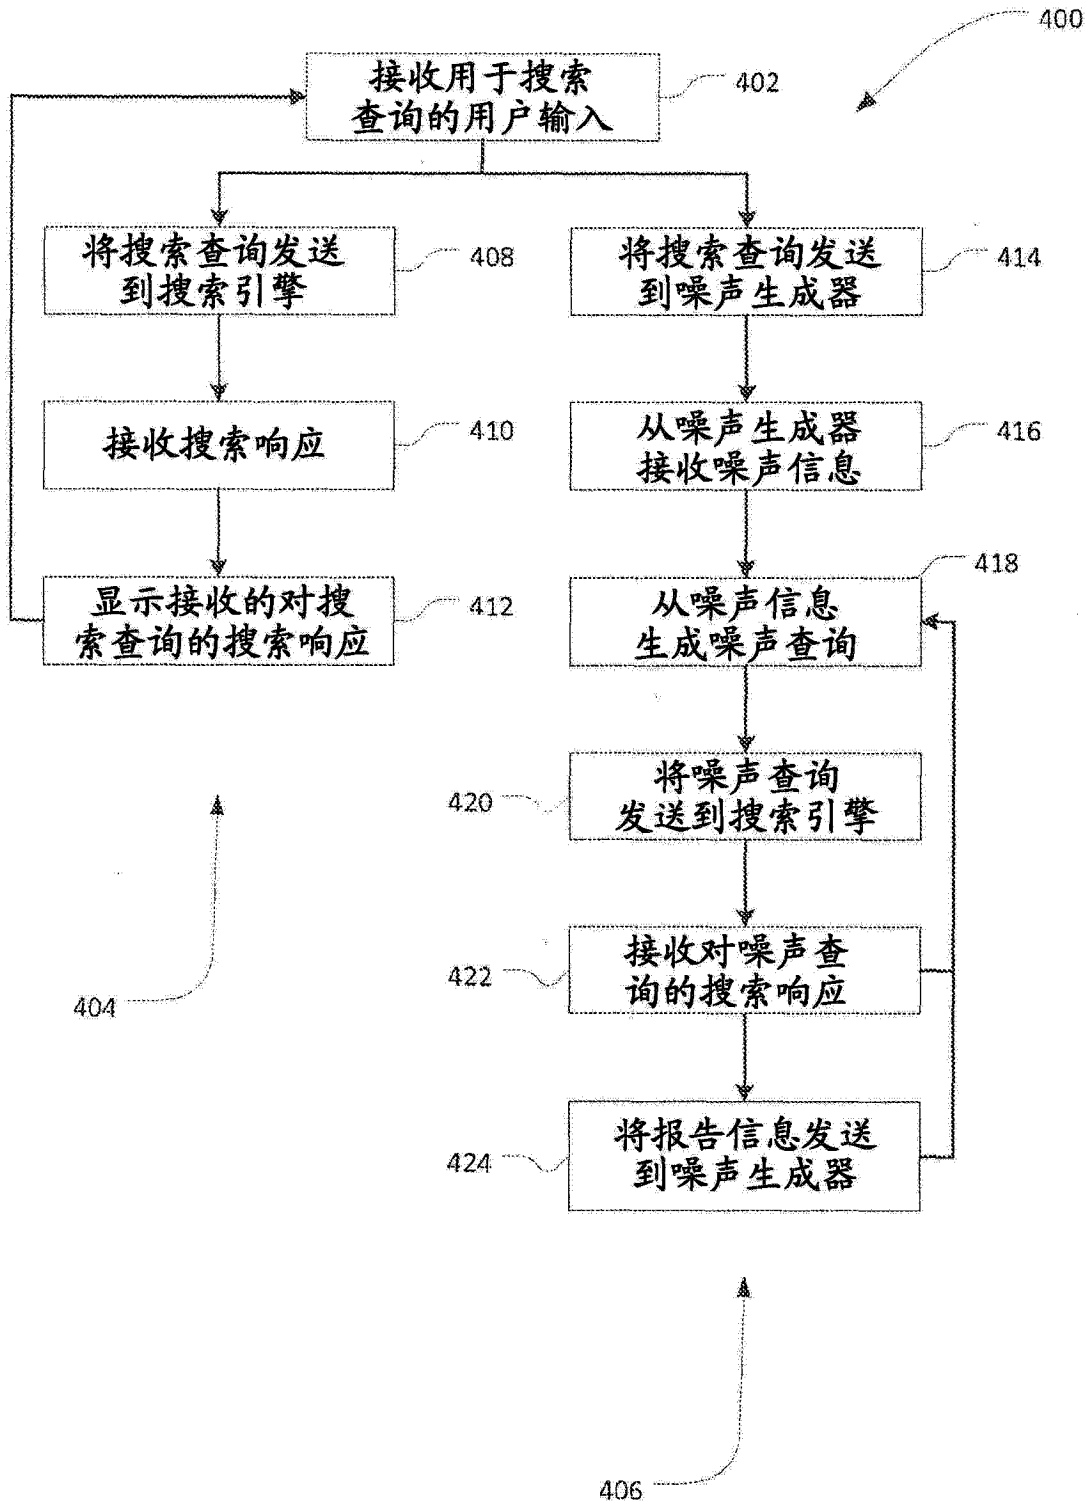 400
接收用于搜索
查询的用户输入
402
将搜索查询发送
到搜索引擎
408
将搜索查询发送
到噪声生成器
414
接收搜索响应
410
从噪声生成器
接收噪声信息
416
显示接收的对搜
索查询的搜索响应
412
从噪声信息
生成噪声查询
418
420
将噪声查询
发送到搜索引擎
422
接收对噪声查
询的搜索响应
404
424
将报告信息发送
到噪声生成器
406